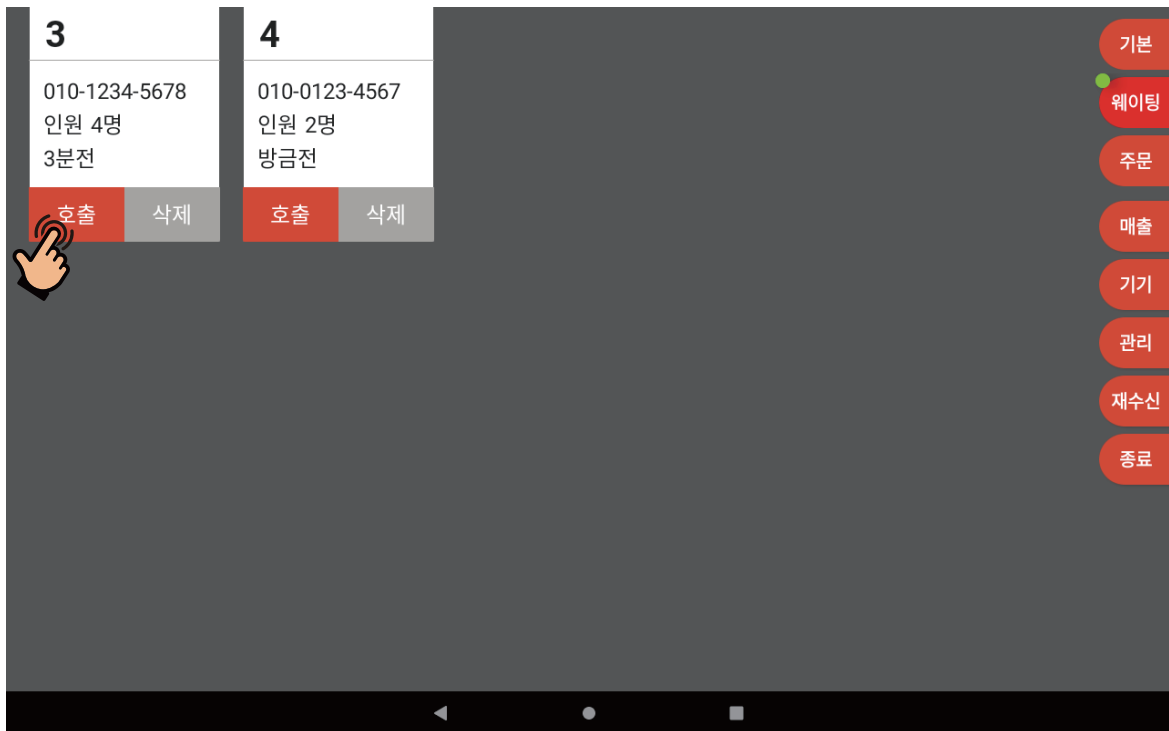 3
010-1234-5678
인원 4명
3분전
호출 삭제
4
010-0123-4567
인원 2명
방금전
호출 삭제
기본
웨이팅
주문
매출
기기
관리
재수신
종료